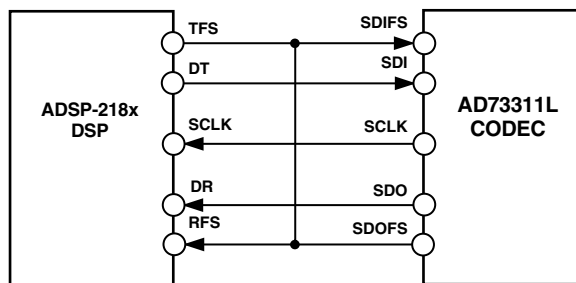 TFS SDIFS
DT SDI
ADSP-218x
DSP
AD73311L
CODEC
SCLK SCLK
DR SDO
RFS SDOFS